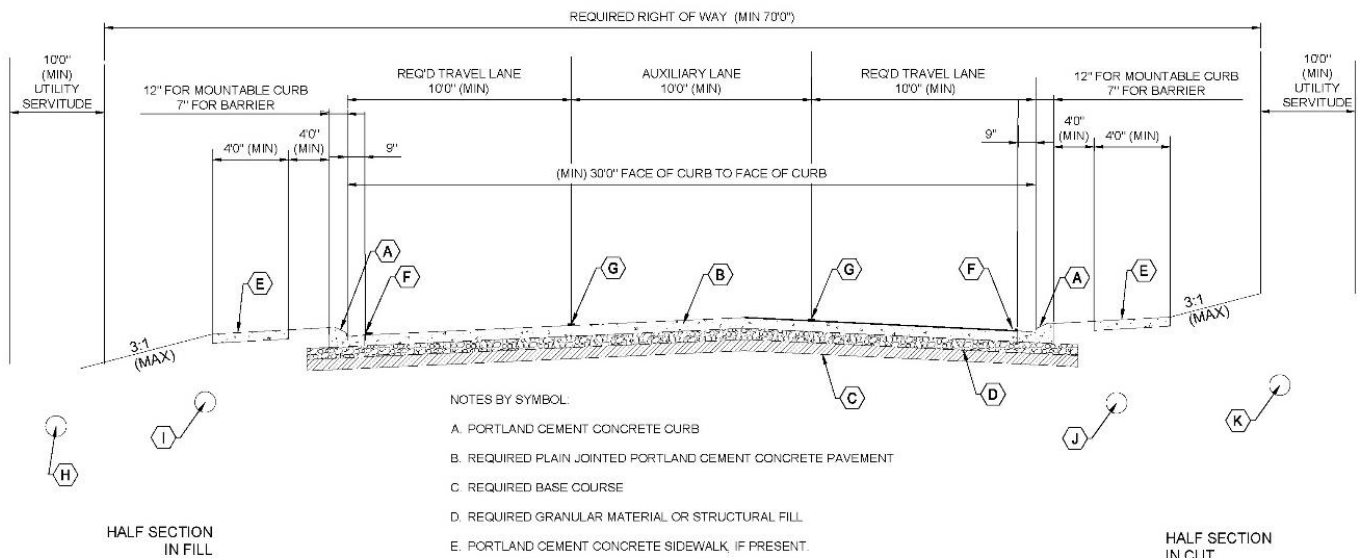 REQUIRED RIGHT OF WAY (MIN 70'0")
10'0"
(MIN)
UTILITY
SERVITUDE
12" FOR MOUNTABLE CURB
7" FOR BARRIER
REQ'D TRAVEL LANE
10'0" (MIN)
AUXILIARY LANE
10'0" (MIN)
REQ'D TRAVEL LANE
10'0" (MIN)
12" FOR MOUNTABLE CURB
7" FOR BARRIER
10'0"
(MIN)
UTILITY
SERVITUDE
4'0" (MIN)
4'0"
(MIN)
9"
9"
4'0"
(MIN)
4'0" (MIN)
(MIN) 30'0" FACE OF CURB TO FACE OF CURB
E
A
F
G
B
G
F
A
E
3:1
(MAX)
3:1
(MAX)
H
I
C
D
J
K
NOTES BY SYMBOL:
A. PORTLAND CEMENT CONCRETE CURB
B. REQUIRED PLAIN JOINTED PORTLAND CEMENT CONCRETE PAVEMENT
C REQUIRED BASE COURSE
D. REQUIRED GRANULAR MATERIAL OR STRUCTURAL FILL
E. PORTLAND CEMENT CONCRETE SIDEWALK, IF PRESENT.
HALF SECTION
IN FILL
HALF SECTION
IN CUT